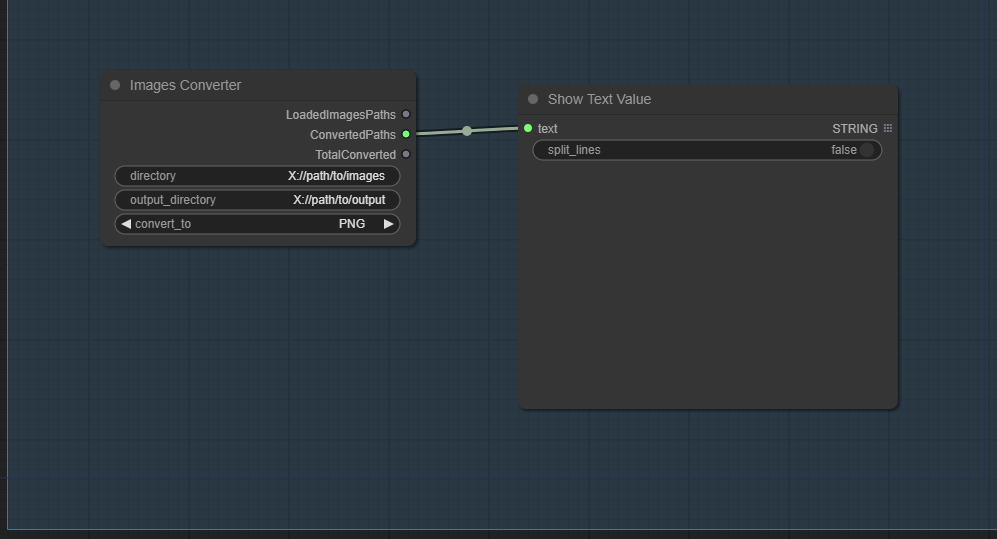 Images Converter
LoadedImagesPaths
ConvertedPaths
TotalConverted
directory X://path/to/images
output_directory X://path/to/output
convert_to PNG
Show Text Value
text STRING
split_lines false